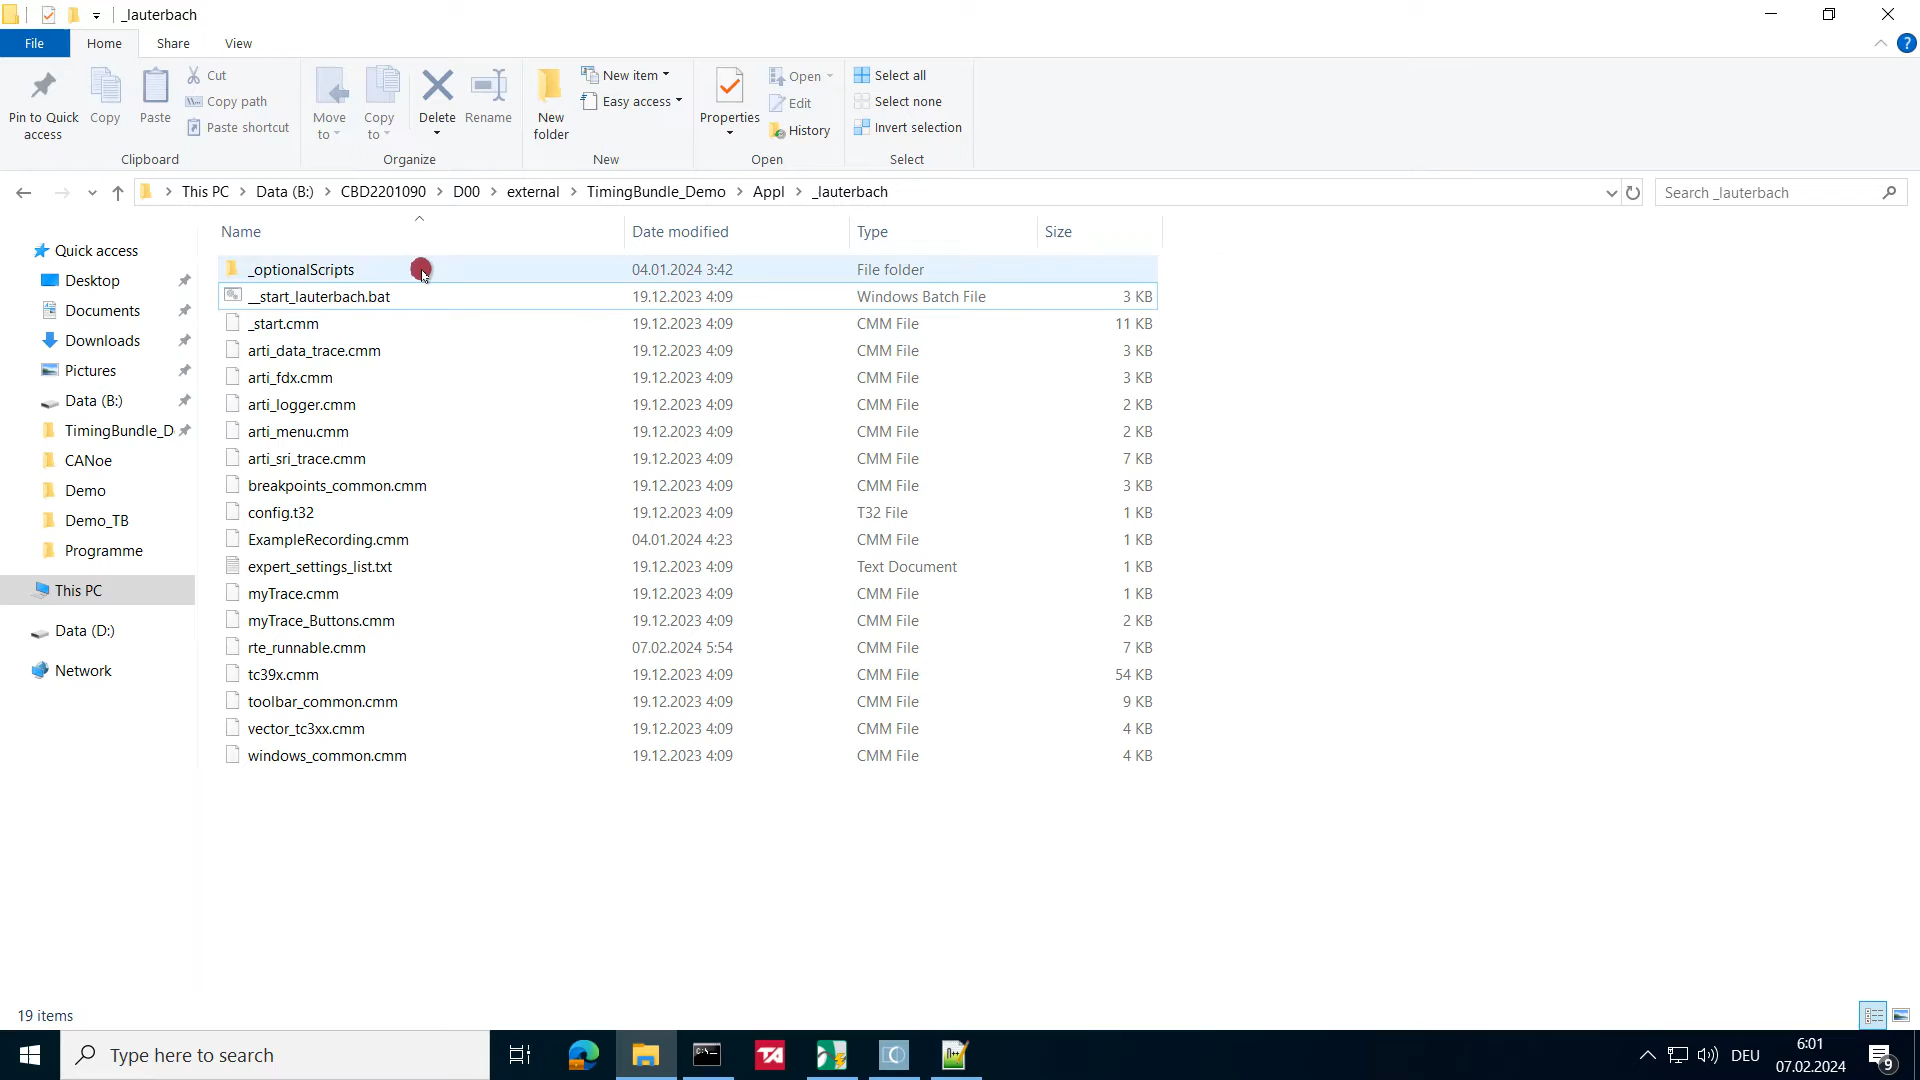 _lauterbach
File Home Share View
Pin to Quick access
Copy
Paste
Cut
Copy path
Paste shortcut
Clipboard
Move to
Copy to
Delete
Rename
Organize
New folder
New item
Easy access
New
Properties
Open
Edit
History
Open
Select all
Select none
Invert selection
Select
This PC > Data (B:) > CBD2201090 > D00 > external > TimingBundle_Demo > Appl > _lauterbach
Search _lauterbach
Quick access
Desktop
Documents
Downloads
Pictures
Data (B:)
TimingBundle_D
CANoe
Demo
Demo_TB
Programme
This PC
Data (D:)
Network
Name Date modified Type Size
_optionalScripts 04.01.2024 3:42 File folder
__start_lauterbach.bat 19.12.2023 4:09 Windows Batch File 3 KB
_start.cmm 19.12.2023 4:09 CMM File 11 KB
arti_data_trace.cmm 19.12.2023 4:09 CMM File 3 KB
arti_fdx.cmm 19.12.2023 4:09 CMM File 3 KB
arti_logger.cmm 19.12.2023 4:09 CMM File 2 KB
arti_menu.cmm 19.12.2023 4:09 CMM File 2 KB
arti_sri_trace.cmm 19.12.2023 4:09 CMM File 7 KB
breakpoints_common.cmm 19.12.2023 4:09 CMM File 3 KB
config.t32 19.12.2023 4:09 T32 File 1 KB
ExampleRecording.cmm 04.01.2024 4:23 CMM File 1 KB
expert_settings_list.txt 19.12.2023 4:09 Text Document 1 KB
myTrace.cmm 19.12.2023 4:09 CMM File 1 KB
myTrace_Buttons.cmm 19.12.2023 4:09 CMM File 2 KB
rte_runnable.cmm 07.02.2024 5:54 CMM File 7 KB
tc39x.cmm 19.12.2023 4:09 CMM File 54 KB
toolbar_common.cmm 19.12.2023 4:09 CMM File 9 KB
vector_tc3xx.cmm 19.12.2023 4:09 CMM File 4 KB
windows_common.cmm 19.12.2023 4:09 CMM File 4 KB
19 items
Type here to search
TA
DEU
6:01
07.02.2024
9